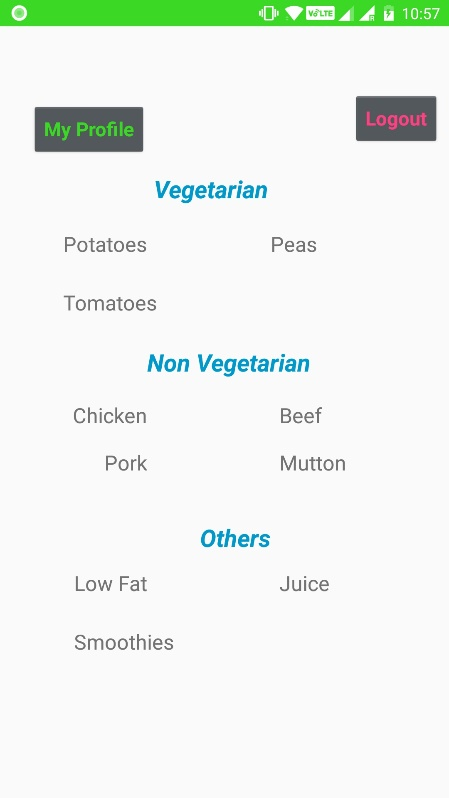 VoLTE 10:57
Logout
My Profile
Vegetarian
Potatoes Peas
Tomatoes
Non Vegetarian
Chicken Beef
Pork Mutton
Others
Low Fat Juice
Smoothies